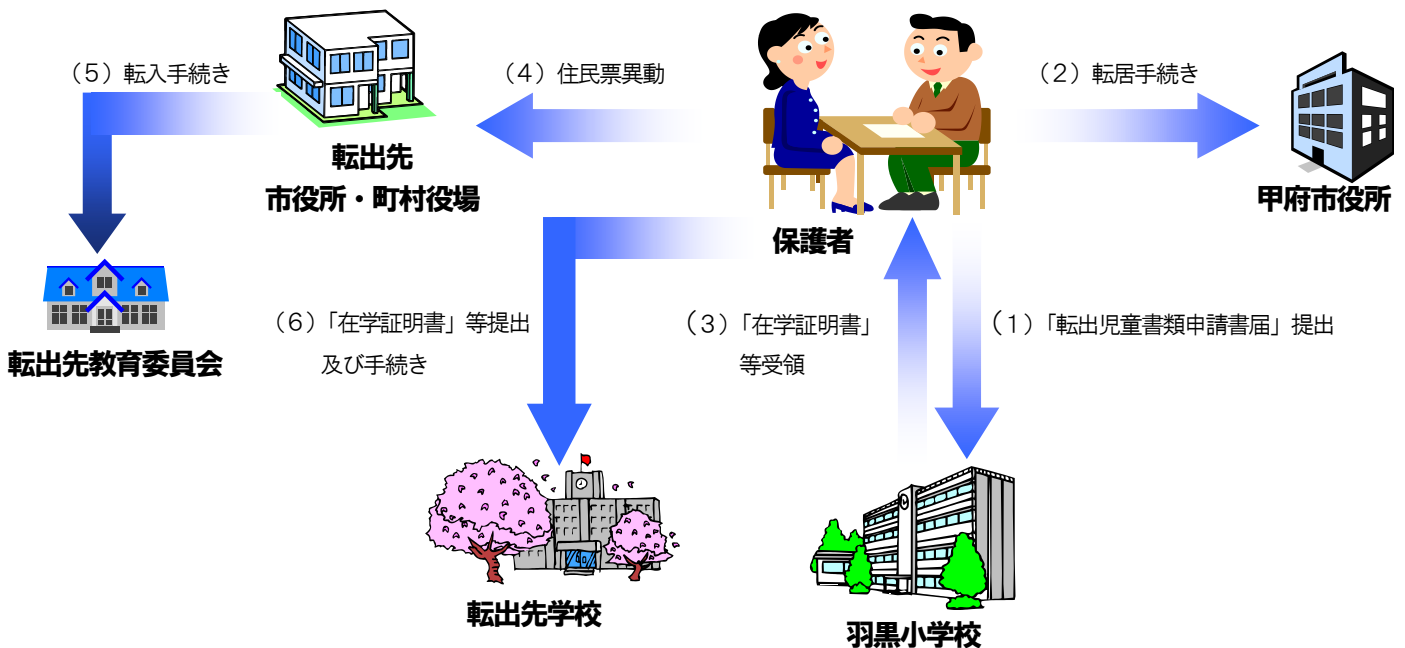 (5)転入手続き
(4)住民票異動
(2)転居手続き
転出先
市役所・町村役場
甲府市役所
保護者
(6)「在学証明書」等提出
及び手続き
(3)「在学証明書」
等受領
(1)「転出児童書類申請書届」提出
転出先教育委員会
転出先学校
羽黒小学校